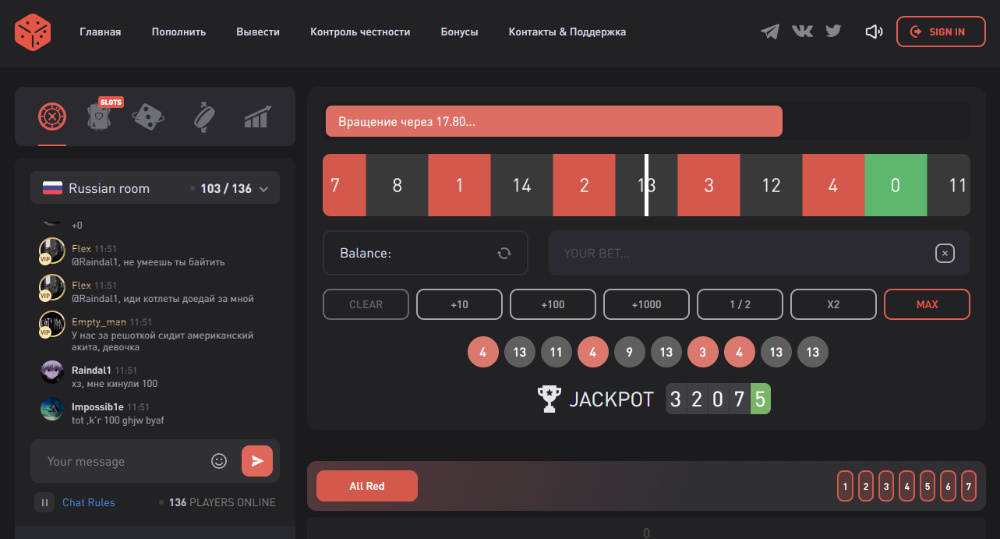 Главная Пополнить Вывести Контроль честности Бонусы Контакты & Поддержка SIGN IN
SLOTS
Russian room 103 / 136
+0
Flex 11:51
@Raindal1, не умеешь ты байтить
Flex 11:51
@Raindal1, иди котлеты доедай за мной
Empty_man 11:51
У нас за решоткой сидит американский
акита, девочка
Raindal1 11:51
хз, мне кинули 100
Impossib1e 11:51
tot ,k'r 100 ghjw byaf
Your message
Chat Rules 136 PLAYERS ONLINE
Вращение через 17.80...
7 8 1 14 2 13 3 12 4 0 11
Balance: YOUR BET...
CLEAR +10 +100 +1000 1 / 2 X2 MAX
4 13 11 4 9 13 3 4 13 13
JACKPOT 32075
All Red 1 2 3 4 5 6 7
0